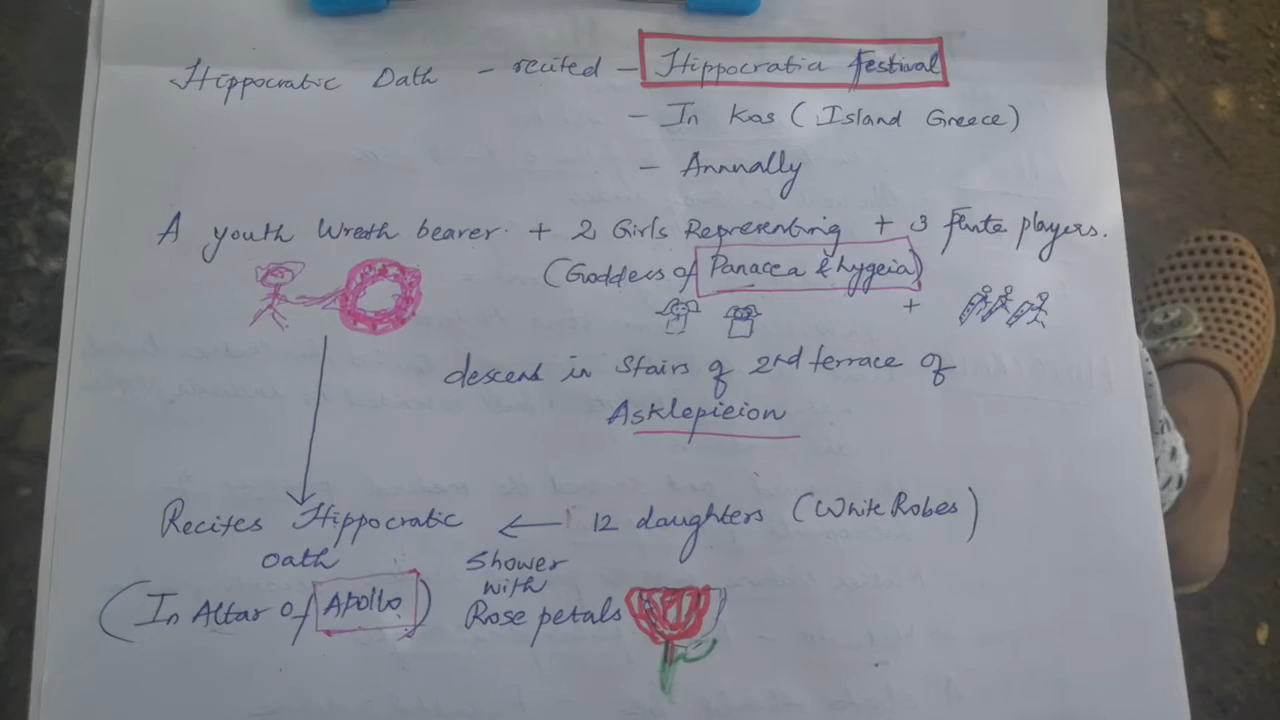 Hippocratic Oath - recited - Hippocratia festival
- In Kos (Island Greece)
- Annually
A youth Wreath bearer. + 2 Girls Representing + 3 flute players.
(Goddess of Panacea & hygeia)
+
descend in Stairs of 2nd terrace of
Asklepieion
Recites Hippocratic ← 12 daughters (White Robes)
Oath
Shower
with
(In Altar of Apollo) Rose petals